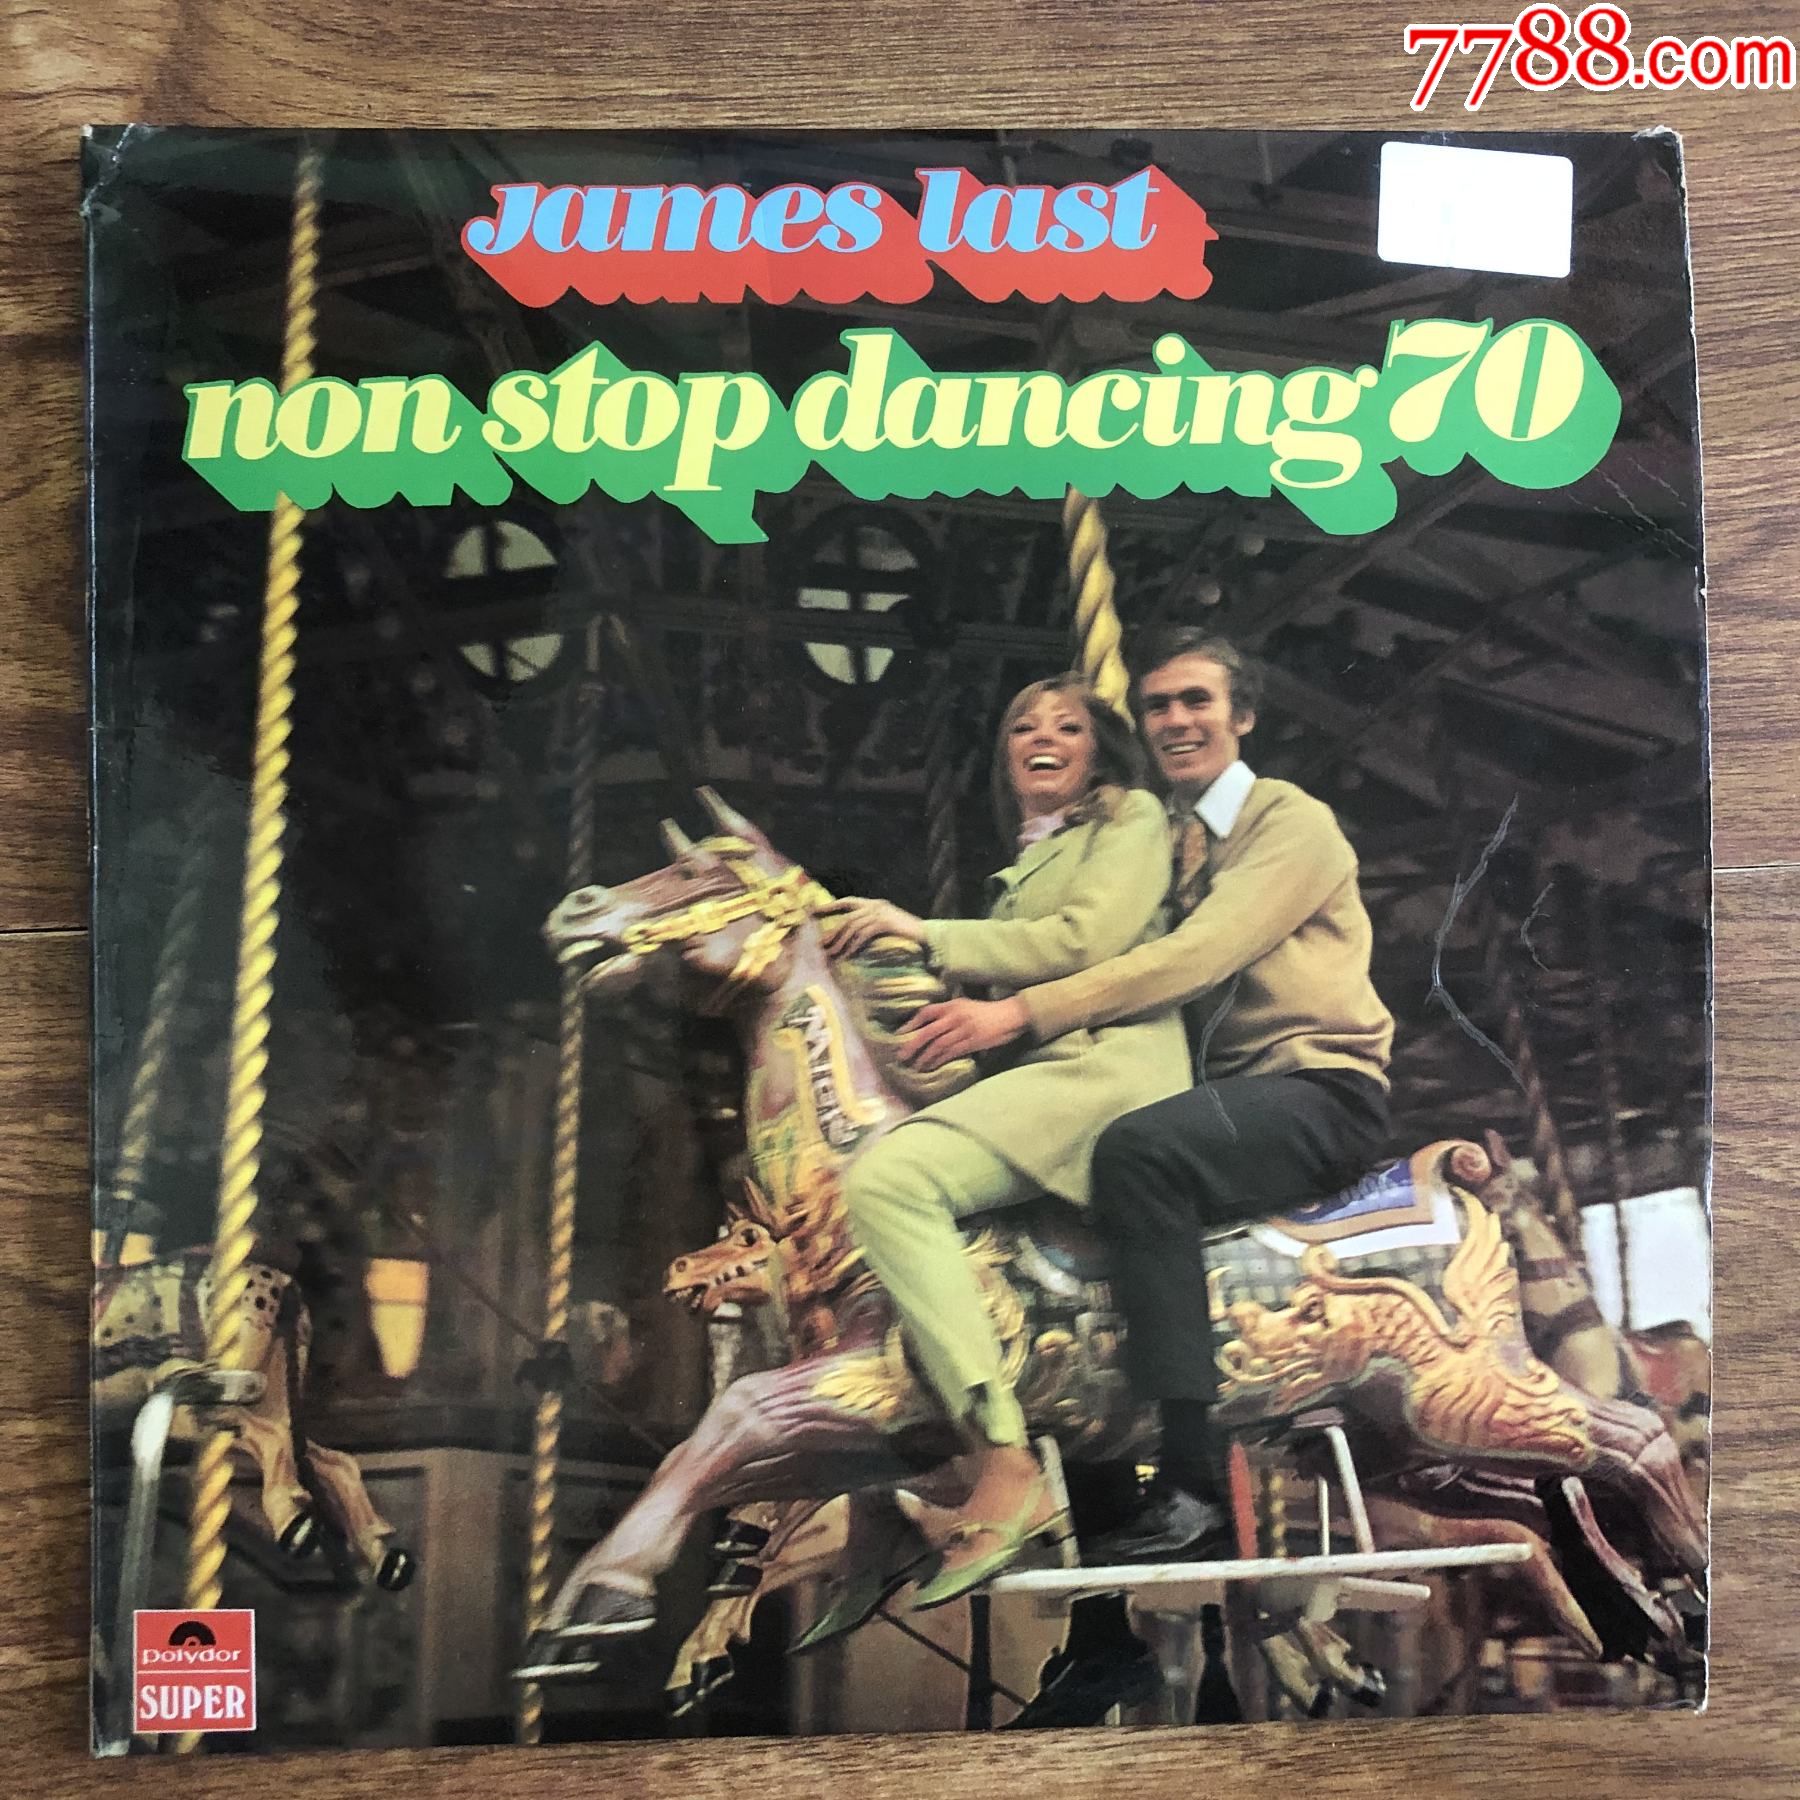 7788.com
James last
non stop dancing 70
Polydor
SUPER